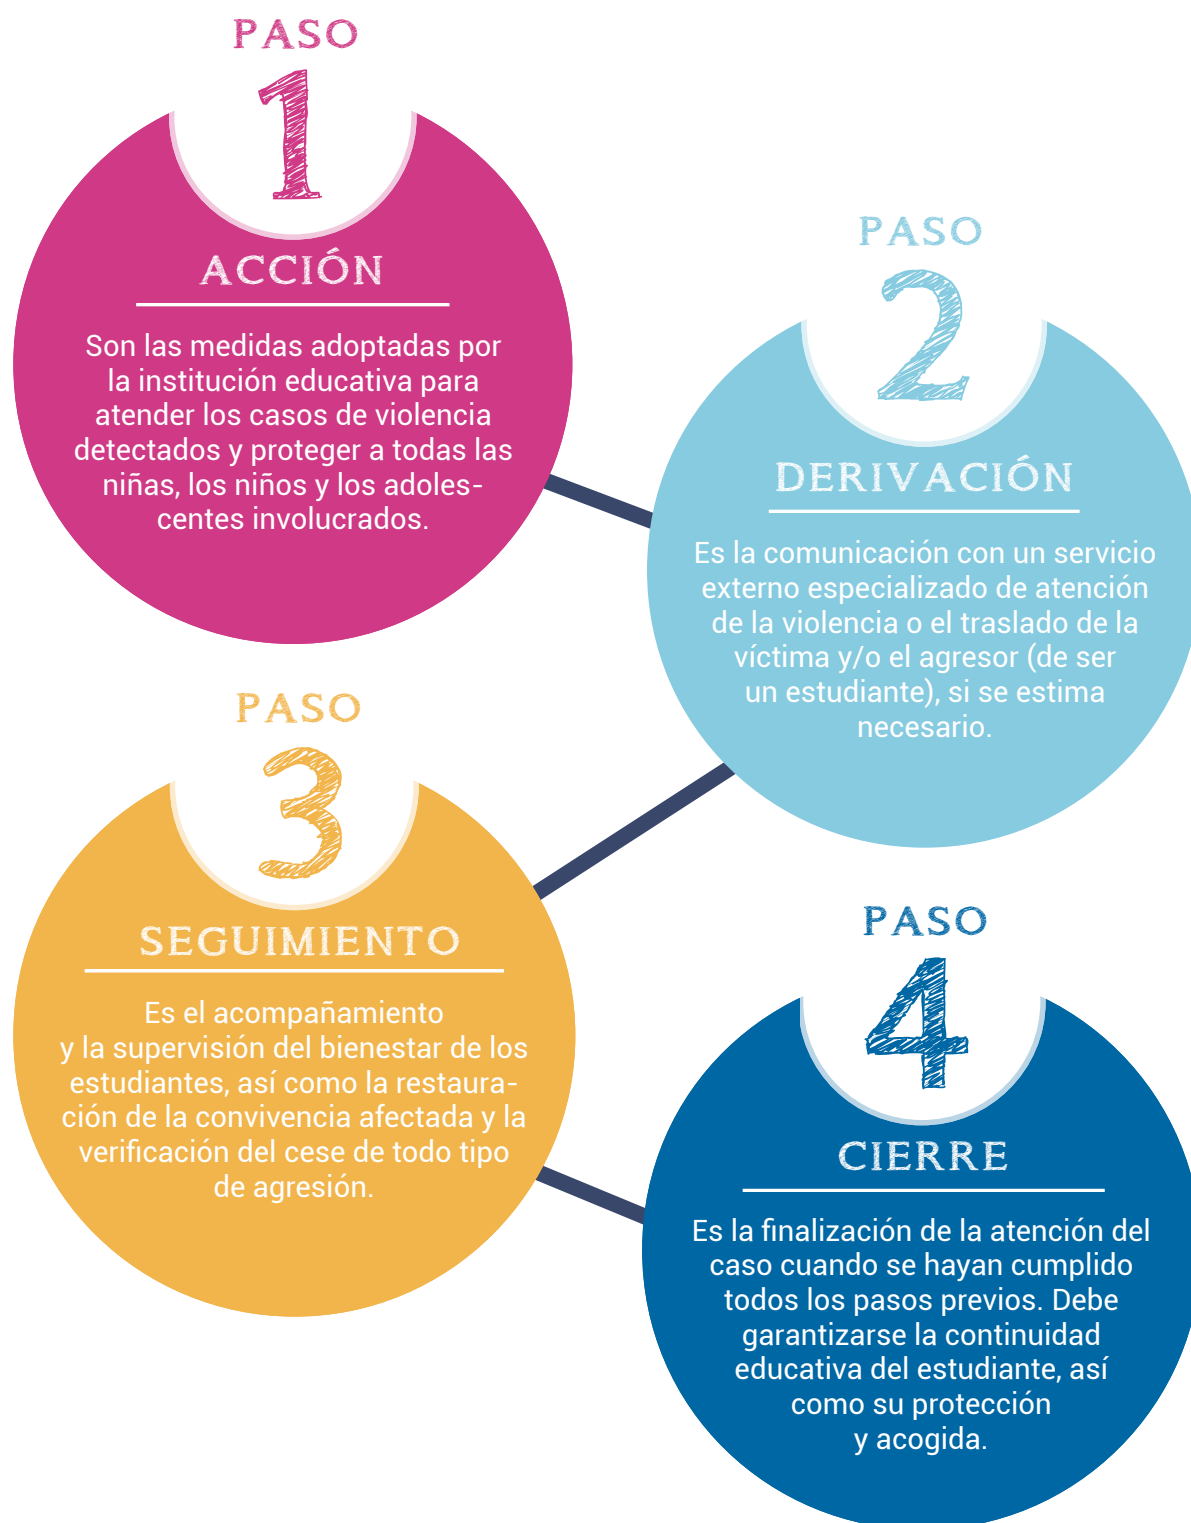 PASO
1
ACCIÓN
Son las medidas adoptadas por
la institución educativa para
atender los casos de violencia
detectados y proteger a todas las
niñas, los niños y los adoles-
centes involucrados.
PASO
2
DERIVACIÓN
Es la comunicación con un servicio
externo especializado de atención
de la violencia o el traslado de la
víctima y/o el agresor (de ser
un estudiante), si se estima
necesario.
PASO
3
SEGUIMIENTO
Es el acompañamiento
y la supervisión del bienestar de los
estudiantes, así como la restaura-
ción de la convivencia afectada y la
verificación del cese de todo tipo
de agresión.
PASO
4
CIERRE
Es la finalización de la atención del
caso cuando se hayan cumplido
todos los pasos previos. Debe
garantizarse la continuidad
educativa del estudiante, así
como su protección
y acogida.